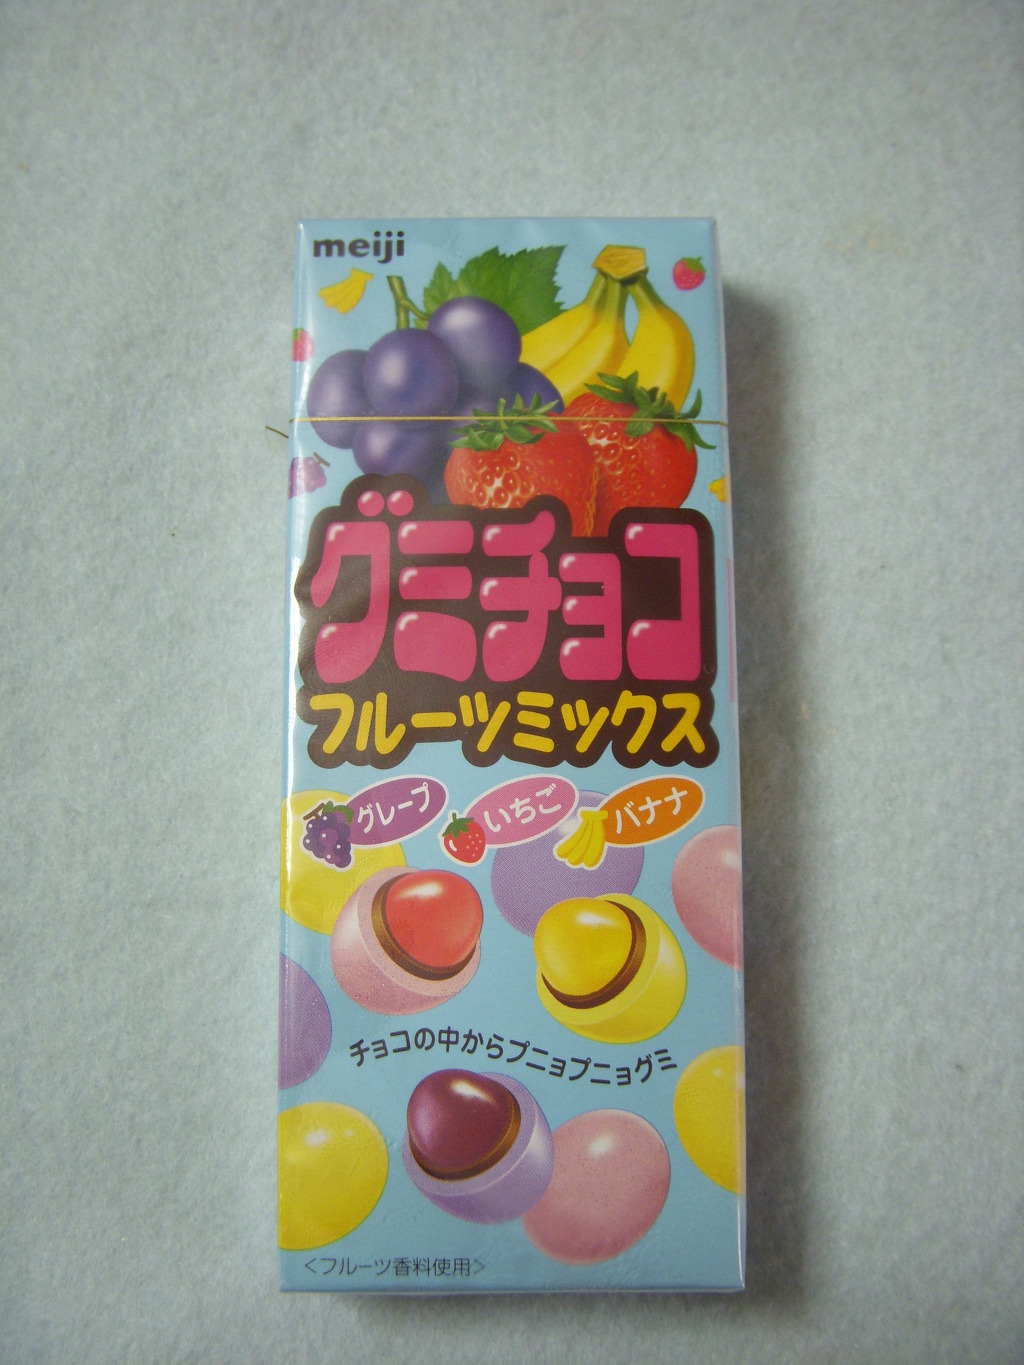 meiji
グミチョコ
フルーツミックス
グレープ
いちご
バナナ
チョコの中からプニョプニョグミ
<フルーツ香料使用>